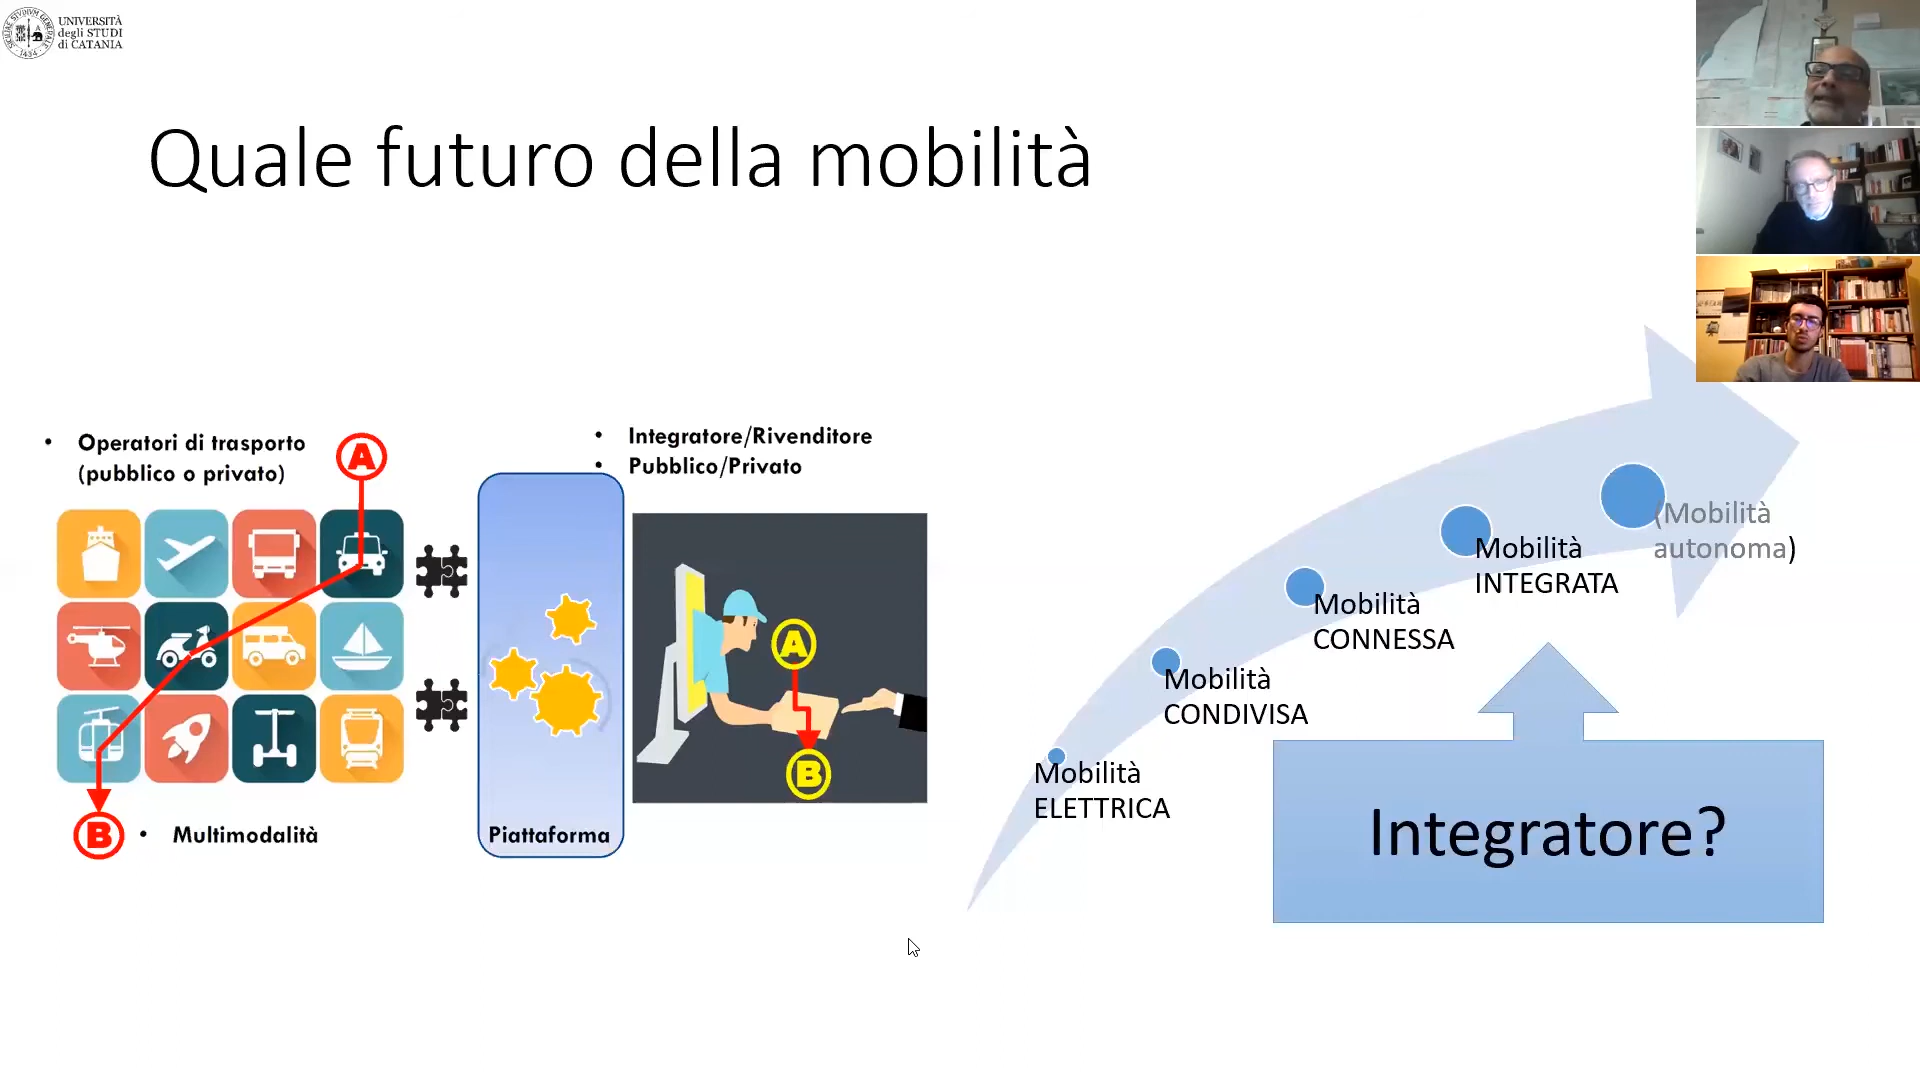 UNIVERSITÀ
degli STUDI
di CATANIA
Quale futuro della mobilità
• Operatori di trasporto
(pubblico o privato)
A
B
• Multimodalità
• Integratore/Rivenditore
• Pubblico/Privato
Piattaforma
A
B
Mobilità
ELETTRICA
Mobilità
CONDIVISA
Mobilità
CONNESSA
Mobilità
INTEGRATA
(Mobilità
autonoma)
Integratore?